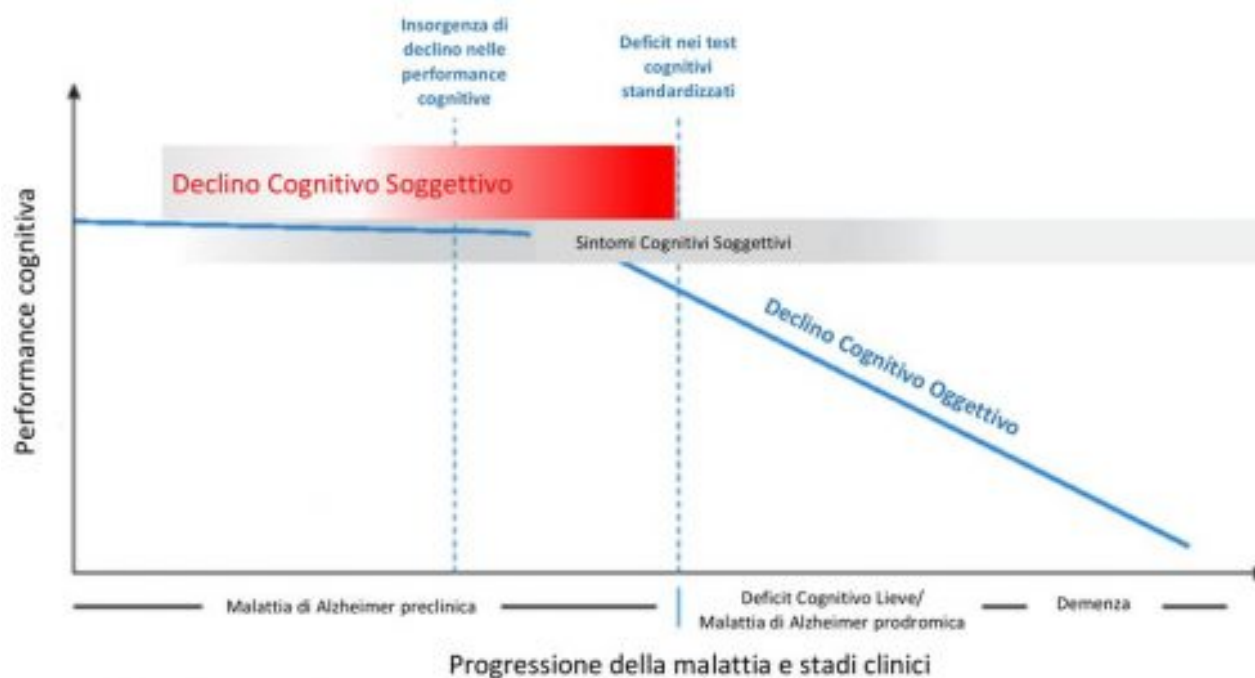 Insorgenza di
declino nelle
performance
cognitive
Deficit nei test
cognitivi
standardizzati
Declino Cognitivo Soggettivo
Sintomi Cognitivi Soggettivi
Performance cognitiva
Declino Cognitivo Oggettivo
Malattia di Alzheimer preclinica
Deficit Cognitivo Lieve/
Malattia di Alzheimer prodromica
Demenza
Progressione della malattia e stadi clinici